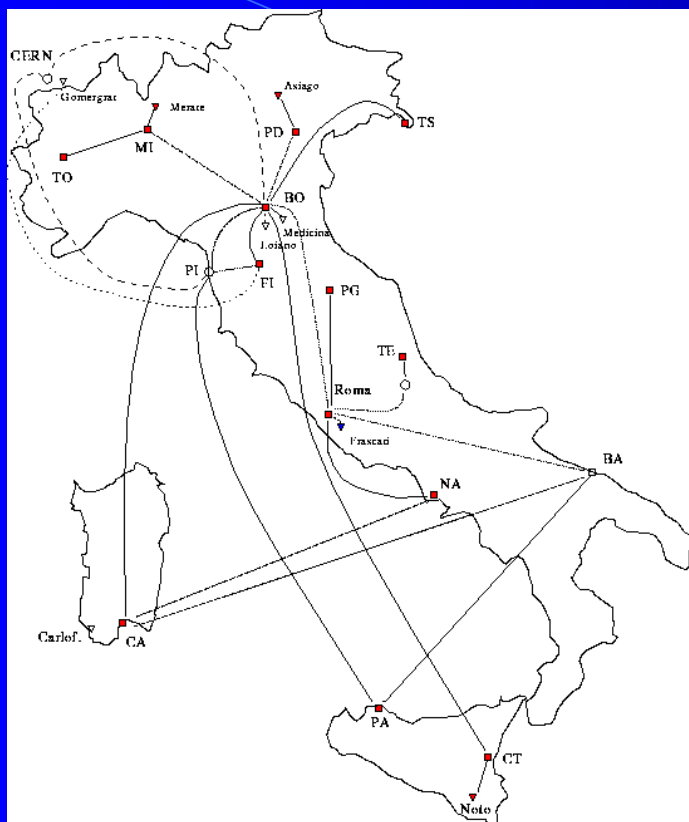 CERN
Gomergrat
Asiago
Merate
PD
TS
MI
TO
BO
Medicina
Loiano
PI
FI
PG
TE
Roma
Frascati
BA
NA
Carlof.
CA
PA
CT
Noto